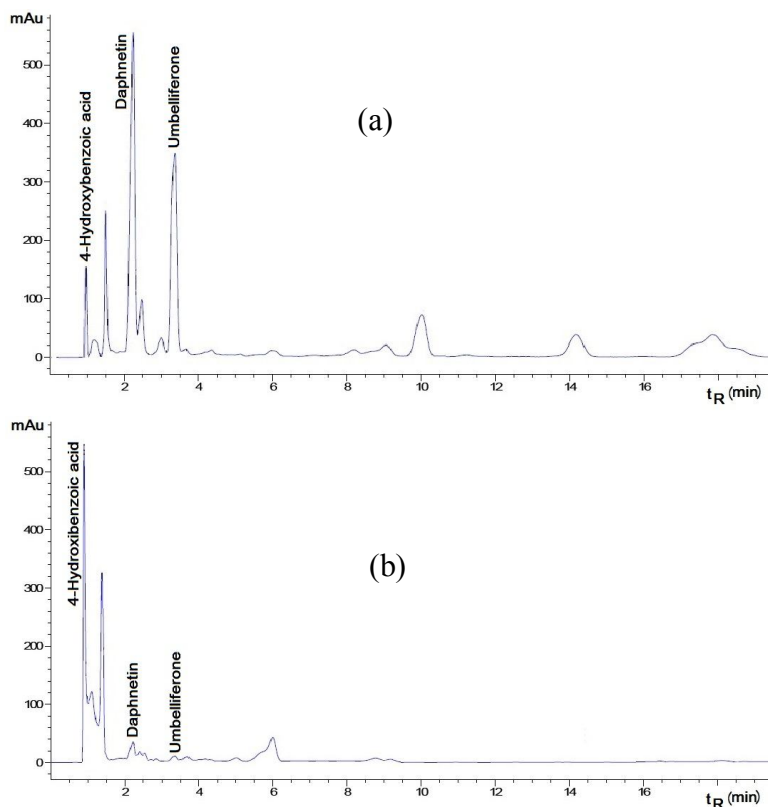 mAu
500
400
300
200
100
0
4-Hydroxybenzoic acid
Daphnetin
Umbelliferone
(a)
2
4
6
8
10
12
14
16
tR (min)
mAu
500
400
300
200
100
0
4-Hydroxibenzoic acid
Daphnetin
Umbelliferone
(b)
2
4
6
8
10
12
14
16
tR (min)